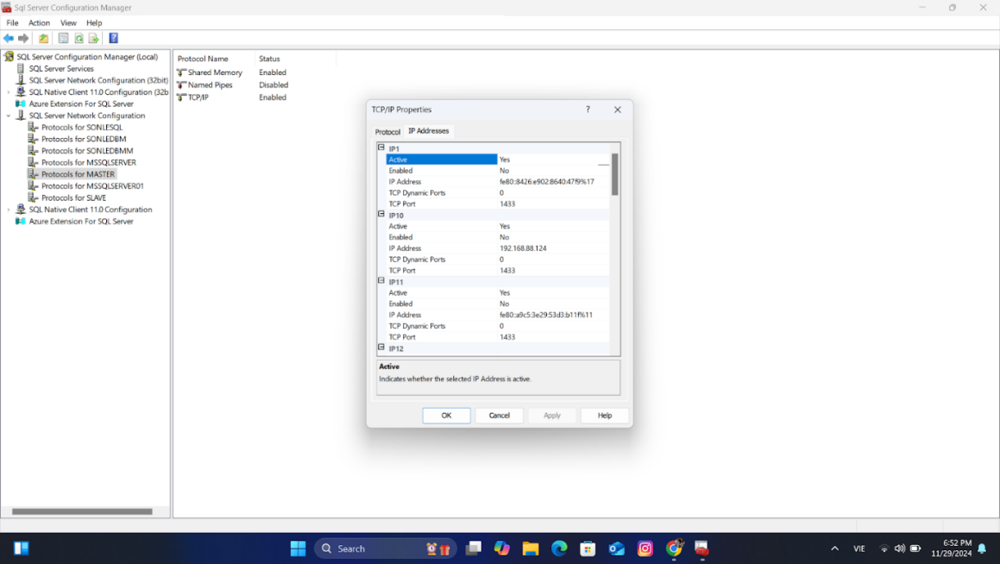 Sql Server Configuration Manager
File Action View Help
SQL Server Configuration Manager (Local)
SQL Server Services
SQL Server Network Configuration (32bit)
SQL Native Client 11.0 Configuration (32b
Azure Extension For SQL Server
SQL Server Network Configuration
Protocols for SONLESQL
Protocols for SONLEDBM
Protocols for SONLEDBMM
Protocols for MSSQLSERVER
Protocols for MASTER
Protocols for MSSQLSERVER01
Protocols for SLAVE
SQL Native Client 11.0 Configuration
Azure Extension For SQL Server
Protocol Name Status
Shared Memory Enabled
Named Pipes Disabled
TCP/IP Enabled
TCP/IP Properties ?
Protocol IP Addresses
IP1
Active Yes
Enabled No
IP Address fe80::8426:e902:8640:47f9%17
TCP Dynamic Ports 0
TCP Port 1433
IP10
Active Yes
Enabled No
IP Address 192.168.88.124
TCP Dynamic Ports 0
TCP Port 1433
IP11
Active Yes
Enabled No
IP Address fe80::a9c5:3e29:53d3:b11f%11
TCP Dynamic Ports 0
TCP Port 1433
IP12
Active
Indicates whether the selected IP Address is active.
OK Cancel Apply Help
Search
VIE
6:52 PM
11/29/2024